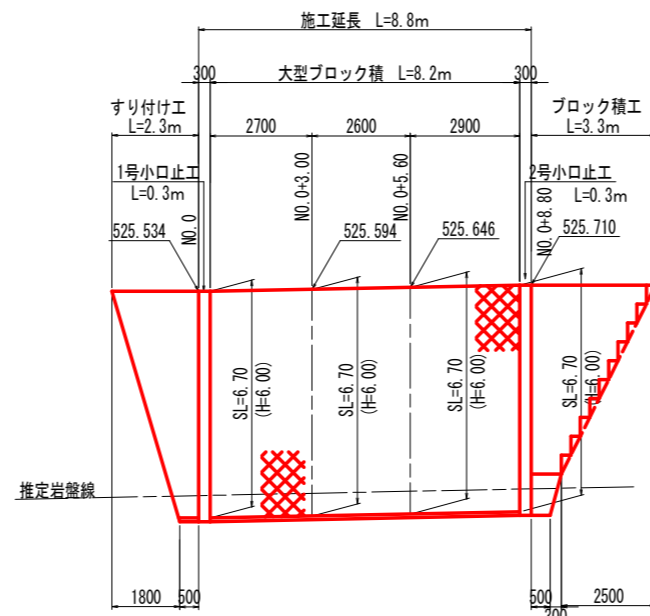 施工延長 L=8.8m
300
大型ブロック積 L=8.2m
300
すり付け工
L=2.3m
ブロック積工
L=3.3m
2700
2600
2900
1号小口止工
L=0.3m
2号小口止工
L=0.3m
NO.0
NO.0+3.00
NO.0+5.60
NO.0+8.80
525.534
525.594
525.646
525.710
SL=6.70
(H=6.00)
SL=6.70
(H=6.00)
SL=6.70
(H=6.00)
SL=6.70
(H=6.00)
推定岩盤線
1800
500
500
200
2500